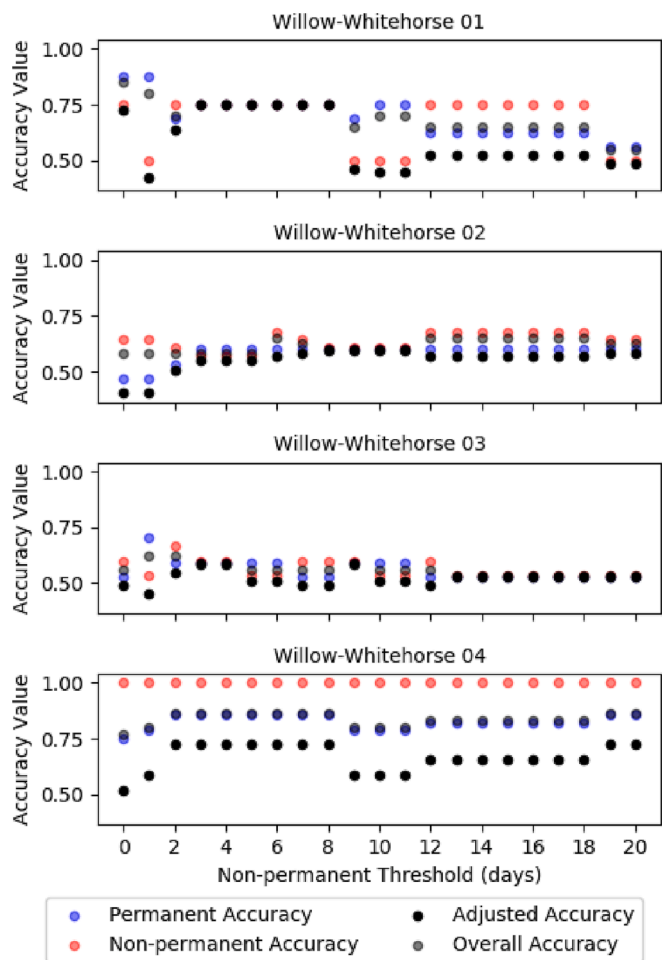 Willow-Whitehorse 01
1.00
0.75
0.50
Accuracy Value
Willow-Whitehorse 02
1.00
0.75
0.50
Accuracy Value
Willow-Whitehorse 03
1.00
0.75
0.50
Accuracy Value
Willow-Whitehorse 04
1.00
0.75
0.50
Accuracy Value
0 2 4 6 8 10 12 14 16 18 20
Non-permanent Threshold (days)
Permanent Accuracy
Non-permanent Accuracy
Adjusted Accuracy
Overall Accuracy